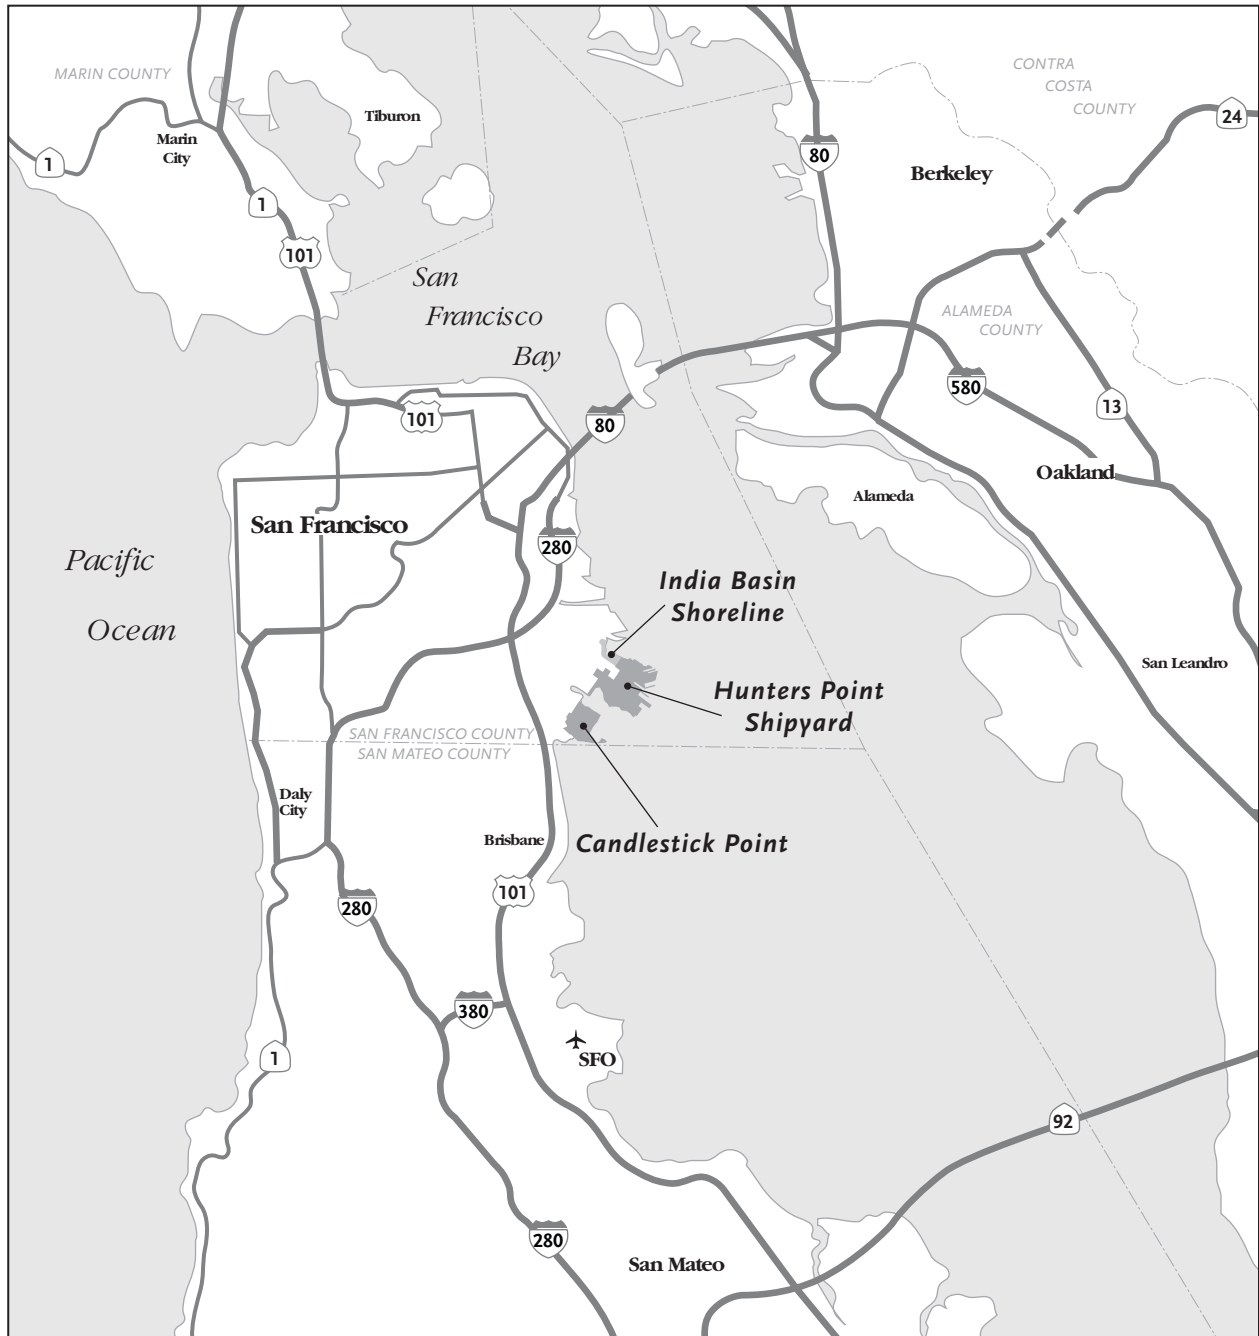 MARIN COUNTY
CONTRA
COSTA
COUNTY
24
Tiburon
Marin
City
1
80
Berkeley
1
101
San
Francisco
Bay
ALAMEDA
COUNTY
580
13
101
80
Oakland
Alameda
San Francisco
280
Pacific
Ocean
India Basin
Shoreline
San Leandro
Hunters Point
Shipyard
SAN FRANCISCO COUNTY
SAN MATEO COUNTY
Daly
City
Brisbane
Candlestick Point
101
280
380
SFO
1
92
280
San Mateo